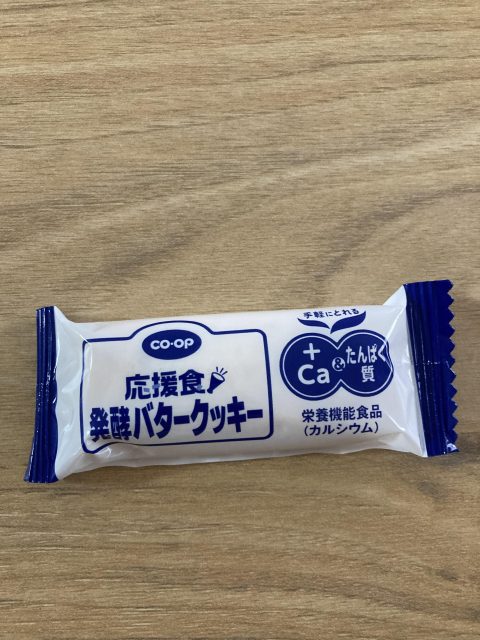 CO·OP
応援食
発酵バタークッキー
手軽にとれる
+
Ca
&
たんぱく
質
栄養機能食品
(カルシウム)